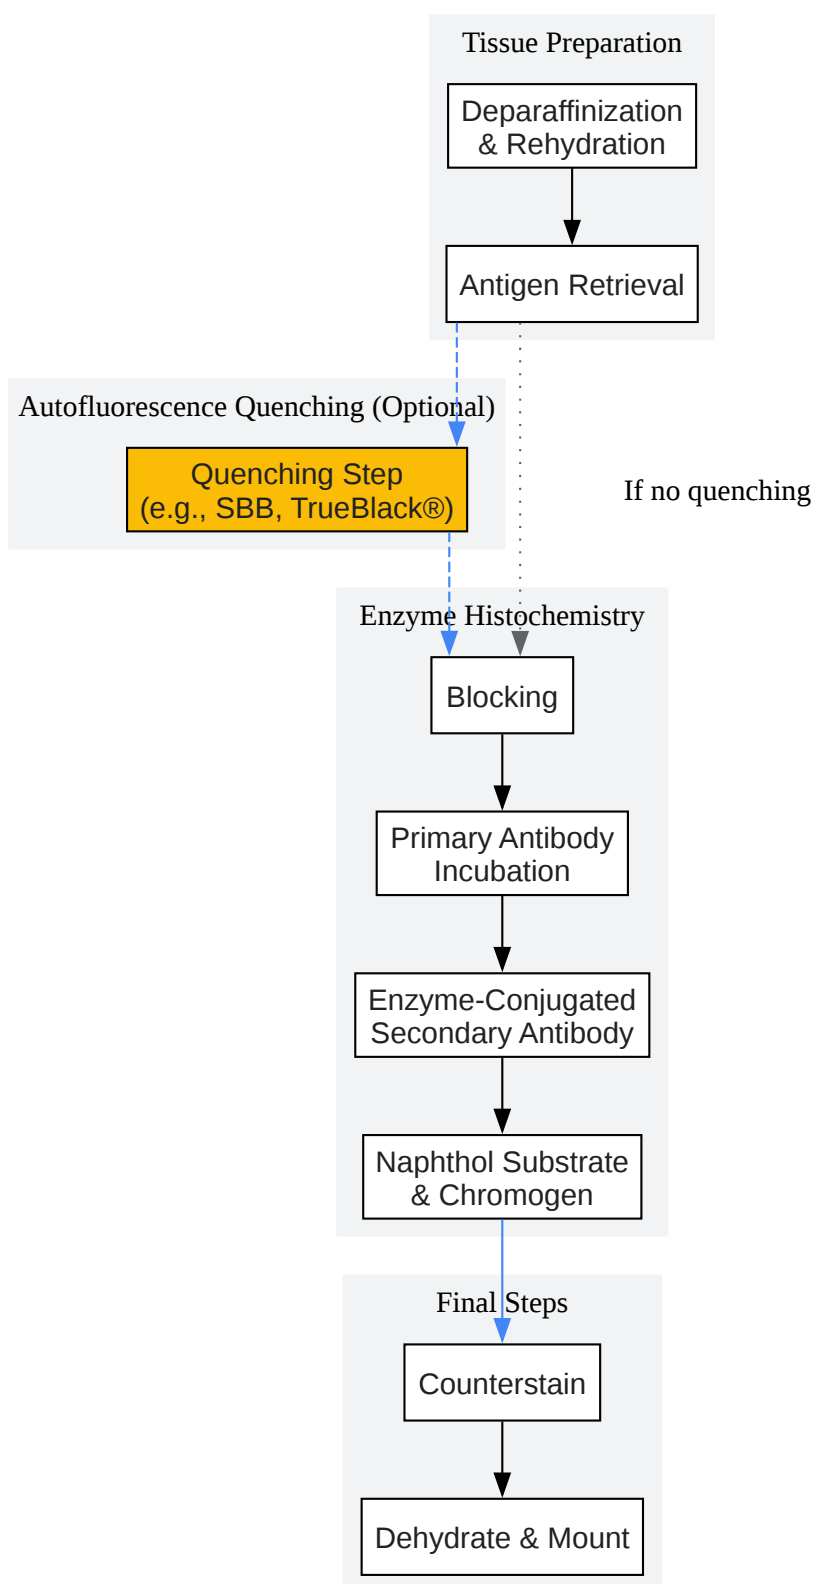 Tissue Preparation
Deparaffinization
& Rehydration
Antigen Retrieval
Autofluorescence Quenching (Optional)
Quenching Step
(e.g., SBB, TrueBlack®)
If no quenching
Enzyme Histochemistry
Blocking
Primary Antibody
Incubation
Enzyme-Conjugated
Secondary Antibody
Naphthol Substrate
& Chromogen
Final Steps
Counterstain
Dehydrate & Mount